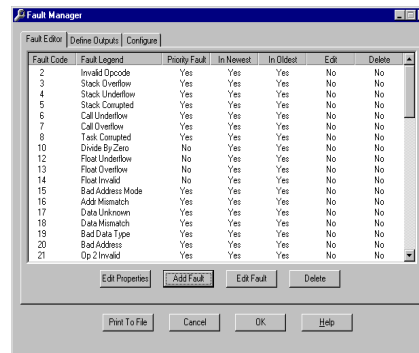 Fault Manager
Fault Editor Define Outputs Configure
Fault Code Fault Legend Priority Fault In Newest In Oldest Edit Delete
2 Invalid Opcode Yes Yes Yes No No
3 Stack Overflow Yes Yes Yes No No
4 Stack Underflow Yes Yes Yes No No
5 Stack Corrupted Yes Yes Yes No No
6 Call Underflow Yes Yes Yes No No
7 Call Overflow Yes Yes Yes No No
8 Task Corrupted Yes Yes Yes No No
10 Divide By Zero No Yes Yes No No
12 Float Underflow No Yes Yes No No
13 Float Overflow No Yes Yes No No
14 Float Invalid No Yes Yes No No
15 Bad Address Mode Yes Yes Yes No No
16 Addr Mismatch Yes Yes Yes No No
17 Data Unknown Yes Yes Yes No No
18 Data Mismatch Yes Yes Yes No No
19 Bad Data Type Yes Yes Yes No No
20 Bad Address Yes Yes Yes No No
21 Op 2 Invalid Yes Yes Yes No No
Edit Properties Add Fault Edit Fault Delete
Print To File Cancel OK Help